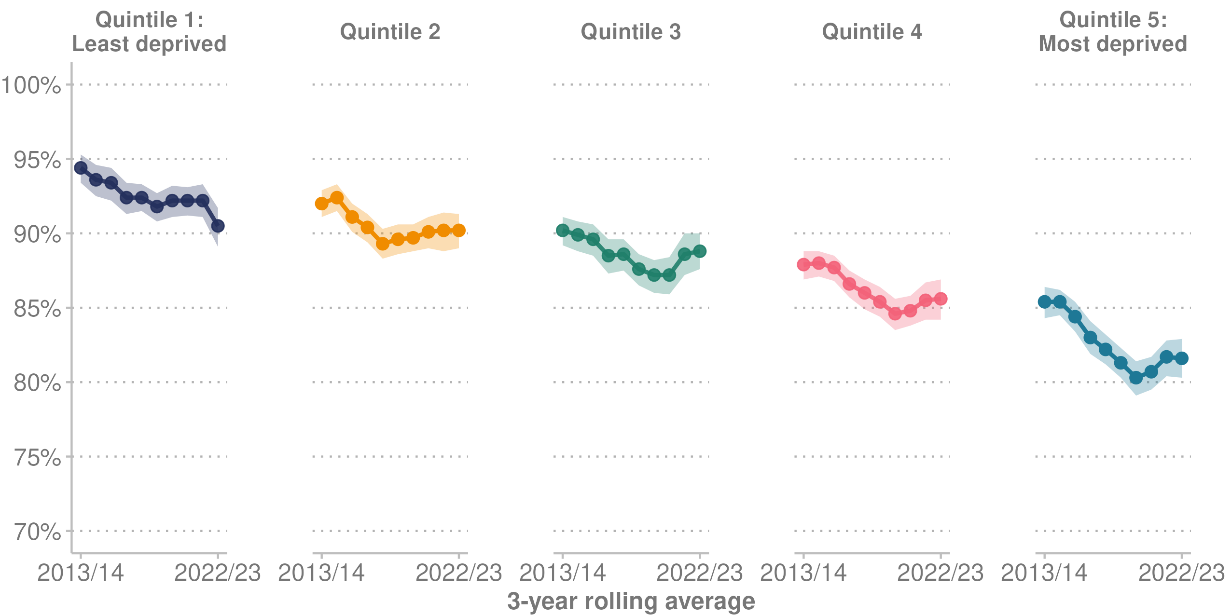 Quintile 1:
Least deprived
Quintile 2
Quintile 3
Quintile 4
Quintile 5:
Most deprived
100%
95%
90%
85%
80%
75%
70%
2013/14 2022/23 2013/14 2022/23 2013/14 2022/23 2013/14 2022/23 2013/14 2022/23
3-year rolling average